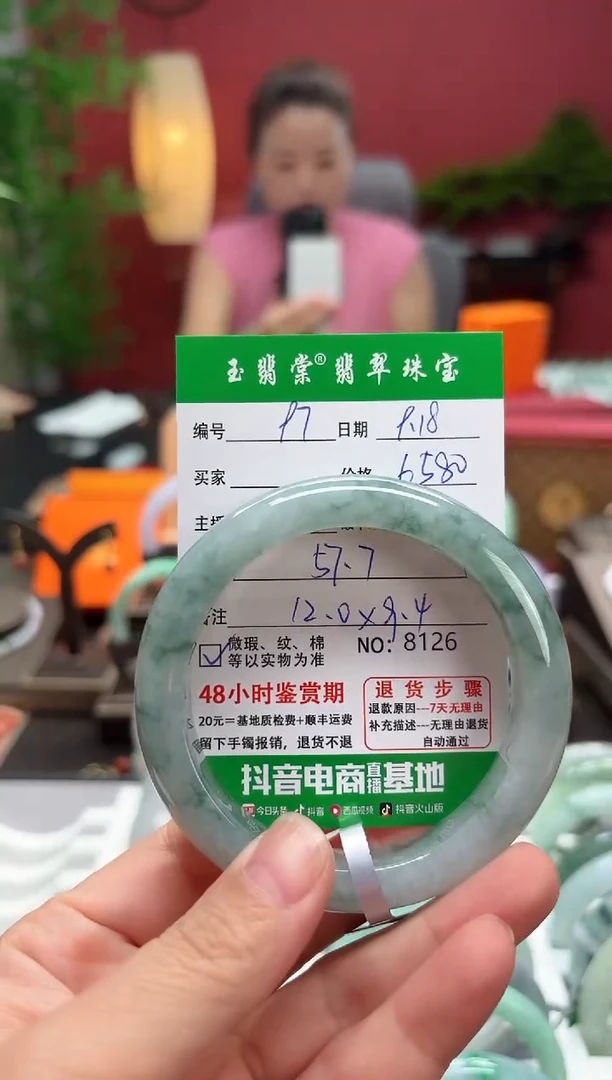 玉翡棠®翡翠珠宝
编号 97 日期 9.18
买家 价格 6580
主播
57.7
备注 12.0×9.4
微瑕、纹、棉 NO: 8126
等以实物为准
48小时鉴赏期
20元=基地质检费+顺丰运费
留下手镯报销，退货不退
退货步骤
退款原因---7天无理由
补充描述---无理由退货
自动通过
抖音电商直播基地
今日头条 抖音 西瓜视频 抖音火山版